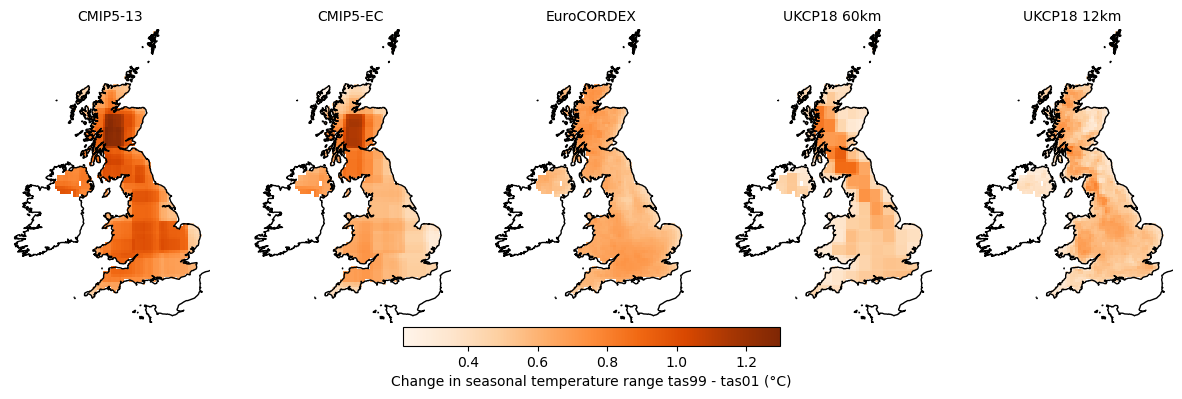 CMIP5-13
CMIP5-EC
EuroCORDEX
UKCP18 60km
UKCP18 12km
0.4 0.6 0.8 1.0 1.2
Change in seasonal temperature range tas99 - tas01 (°C)